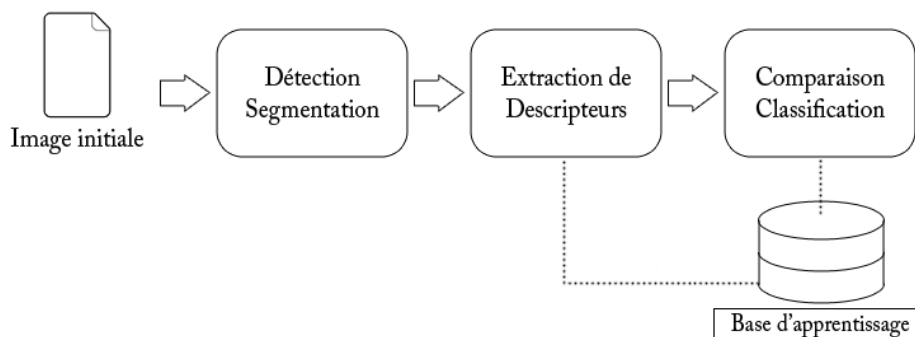 Image initiale
Détection
Segmentation
Extraction de
Descripteurs
Comparaison
Classification
Base d'apprentissage